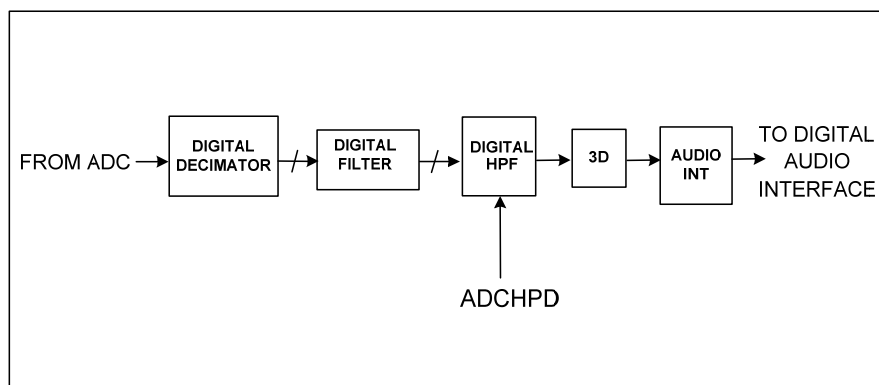 FROM ADC
DIGITAL
DECIMATOR
DIGITAL
FILTER
DIGITAL
HPF
3D
AUDIO
INT
TO DIGITAL
AUDIO
INTERFACE
ADCHPD